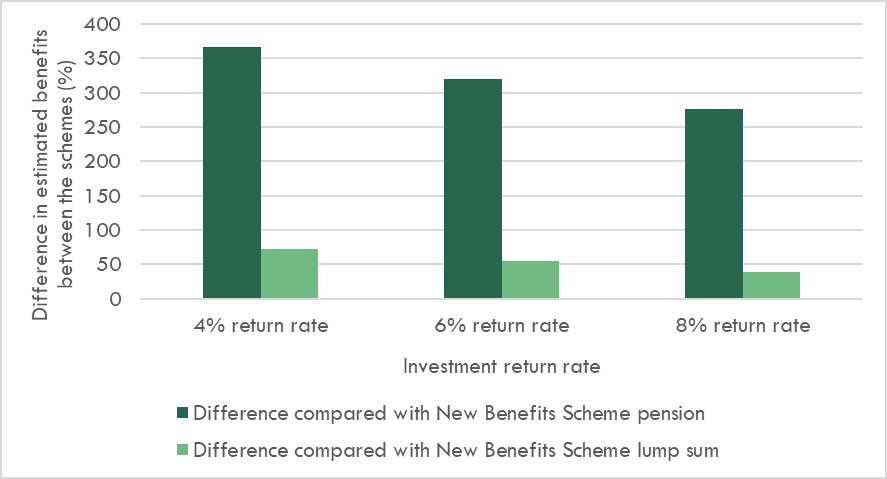 Difference in estimated benefits
between the schemes (%)
400
350
300
250
200
150
100
50
0
4% return rate
6% return rate
8% return rate
Investment return rate
Difference compared with New Benefits Scheme pension
Difference compared with New Benefits Scheme lump sum